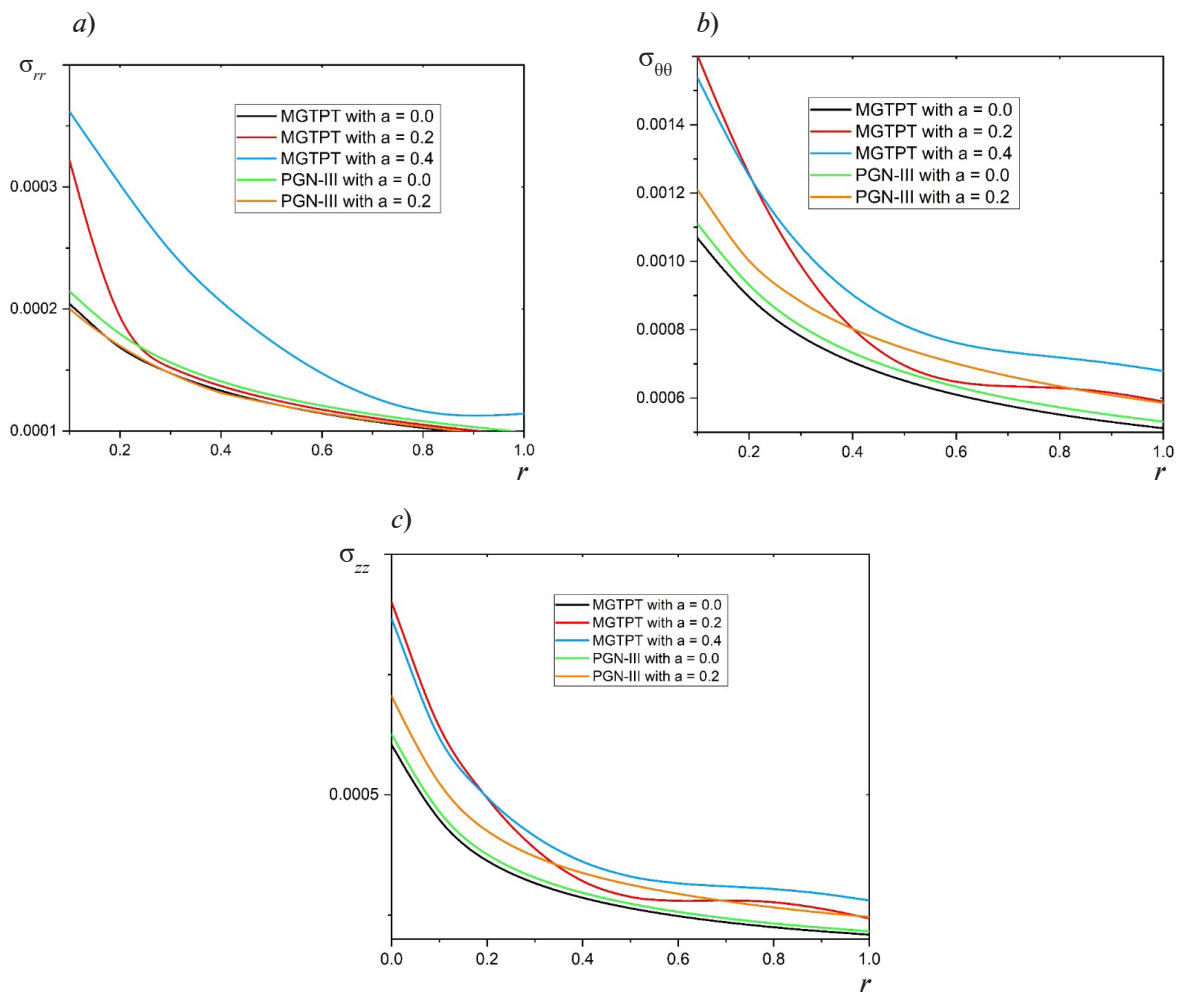 a)
σrr
MGTPT with a = 0.0
MGTPT with a = 0.2
MGTPT with a = 0.4
PGN-III with a = 0.0
PGN-III with a = 0.2
0.0003
0.0002
0.0001
0.2 0.4 0.6 0.8 1.0
r
b)
σθθ
MGTPT with a = 0.0
MGTPT with a = 0.2
MGTPT with a = 0.4
PGN-III with a = 0.0
PGN-III with a = 0.2
0.0014
0.0012
0.0010
0.0008
0.0006
0.2 0.4 0.6 0.8 1.0
r
c)
σzz
MGTPT with a = 0.0
MGTPT with a = 0.2
MGTPT with a = 0.4
PGN-III with a = 0.0
PGN-III with a = 0.2
0.0005
0.0 0.2 0.4 0.6 0.8 1.0
r